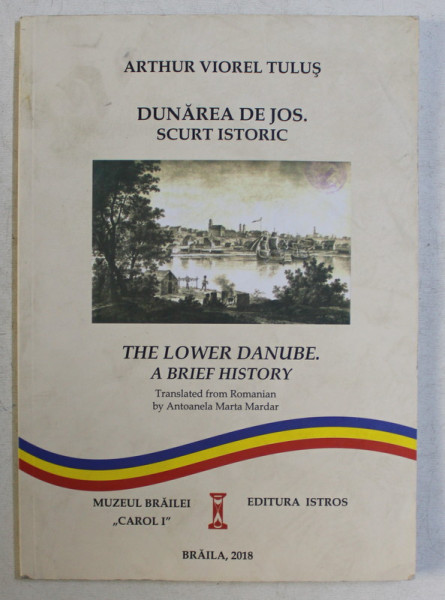 ARTHUR VIOREL TULUȘ
DUNĂREA DE JOS.
SCURT ISTORIC
THE LOWER DANUBE.
A BRIEF HISTORY
Translated from Romanian
by Antoanela Marta Mardar
MUZEUL BRĂILEI
„CAROL I”
EDITURA ISTROS
BRĂILA, 2018